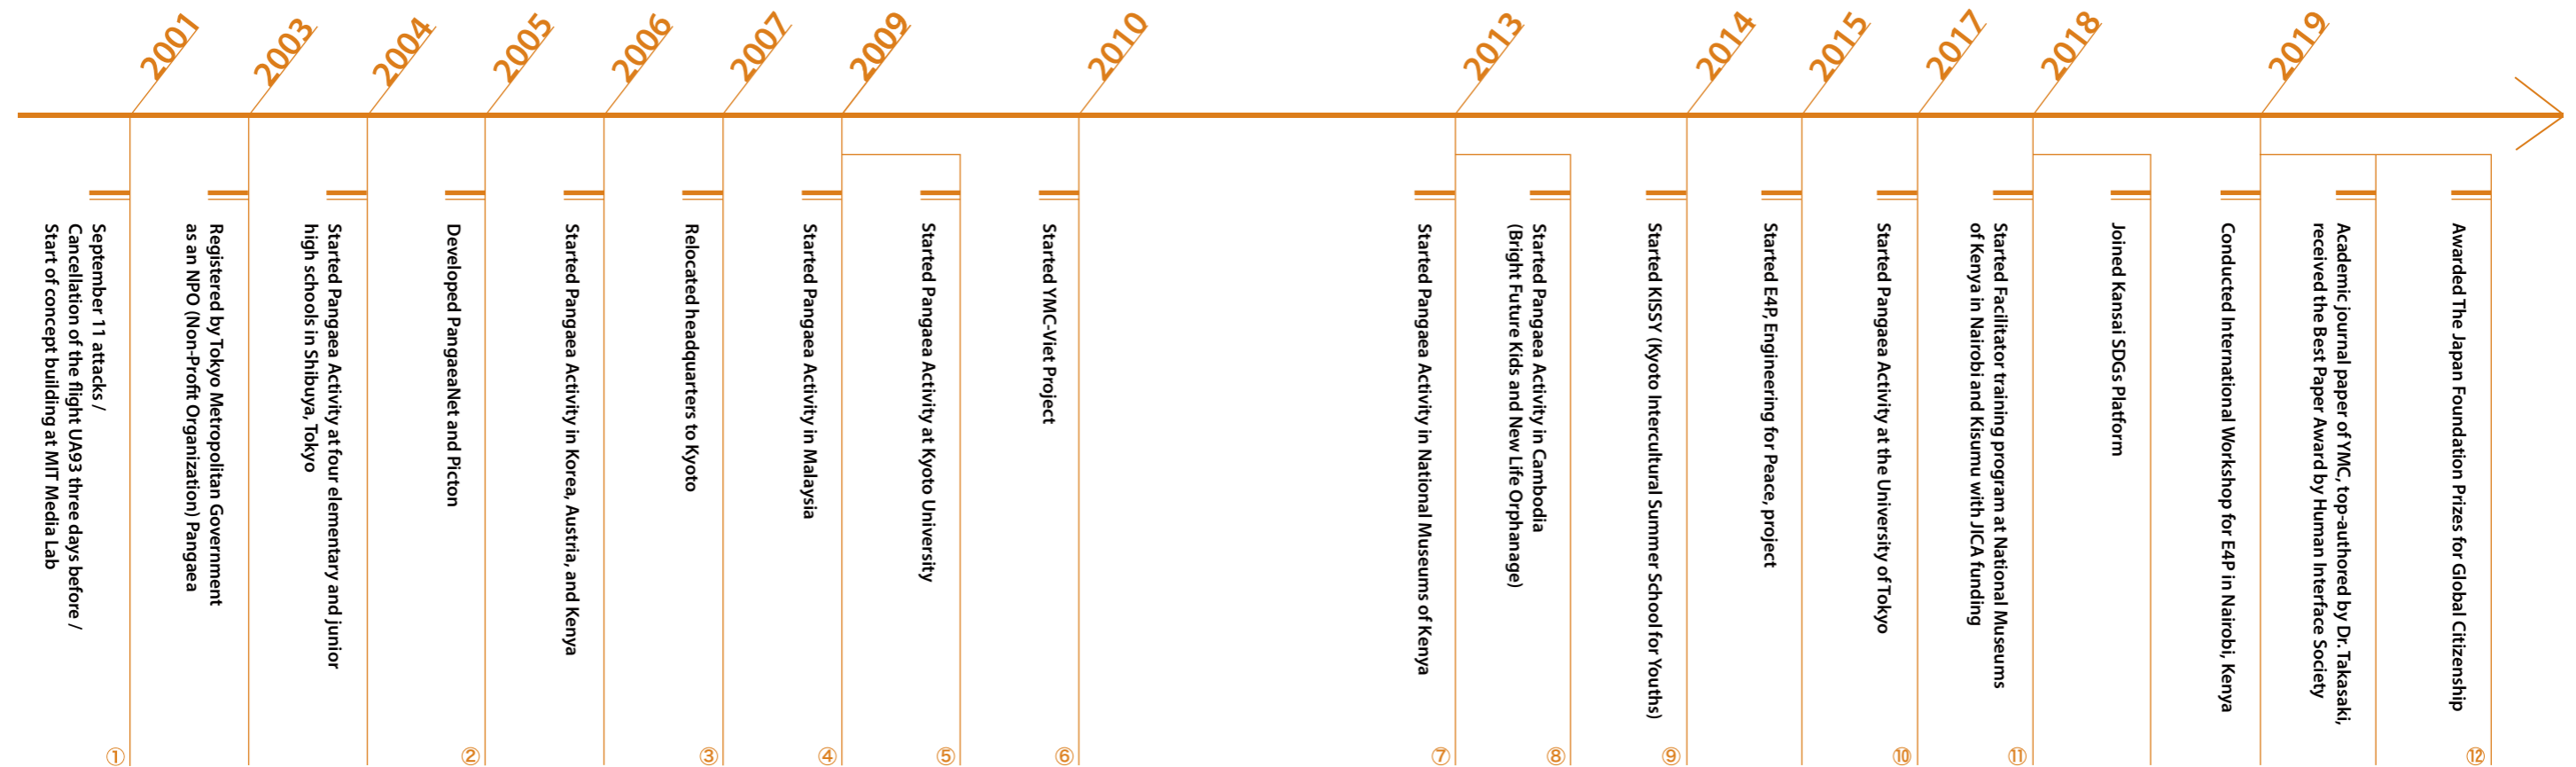 2001
2003
2004
2005
2006
2007
2009
2010
2013
2014
2015
2017
2018
2019
September 11 attacks /
Cancellation of the flight UA93 three days before /
Start of concept building at MIT Media Lab
①
Registered by Tokyo Metropolitan Government
as an NPO (Non-Profit Organization) Pangaea
Started Pangaea Activity at four elementary and junior
high schools in Shibuya, Tokyo
Developed PangaeaNet and Picton
②
Started Pangaea Activity in Korea, Austria, and Kenya
Relocated headquarters to Kyoto
③
Started Pangaea Activity in Malaysia
④
Started Pangaea Activity at Kyoto University
⑤
Started YMC-Viet Project
⑥
Started Pangaea Activity in National Museums of Kenya
⑦
Started Pangaea Activity in Cambodia
(Bright Future Kids and New Life Orphanage)
⑧
Started KISSY (Kyoto Intercultural Summer School for Youths)
⑨
Started E4P, Engineering for Peace, project
Started Pangaea Activity at the University of Tokyo
⑩
Started Facilitator training program at National Museums
of Kenya in Nairobi and Kisumu with JICA funding
⑪
Joined Kansai SDGs Platform
Conducted International Workshop for E4P in Nairobi, Kenya
Academic journal paper of YMC, top-authored by Dr. Takasaki,
received the Best Paper Award by Human Interface Society
Awarded The Japan Foundation Prizes for Global Citizenship
⑫